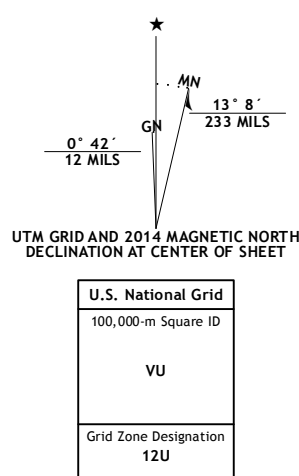 MN
GN
13° 8´
233 MILS
0° 42´
12 MILS
UTM GRID AND 2014 MAGNETIC NORTH
DECLINATION AT CENTER OF SHEET
U.S. National Grid
100,000-m Square ID
VU
Grid Zone Designation
12U